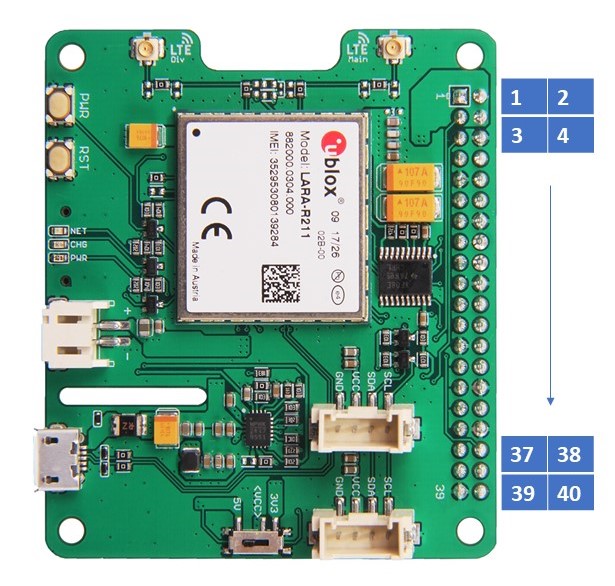 LTE
Div
LTE
Main
PWR
RST
1
1 2
3 4
ublox®
Model: LARA-R211
09 17/26
02B-00
882000.0304.000
IMEI: 352953080139284
CE
Made in Austria
107A
107A
NET
CHG
PWR
+
-
GND
VCC
SDA
SCL
37 38
39 40
39
GND
VCC
SDA
SCL
5V
<VCC>
3V3